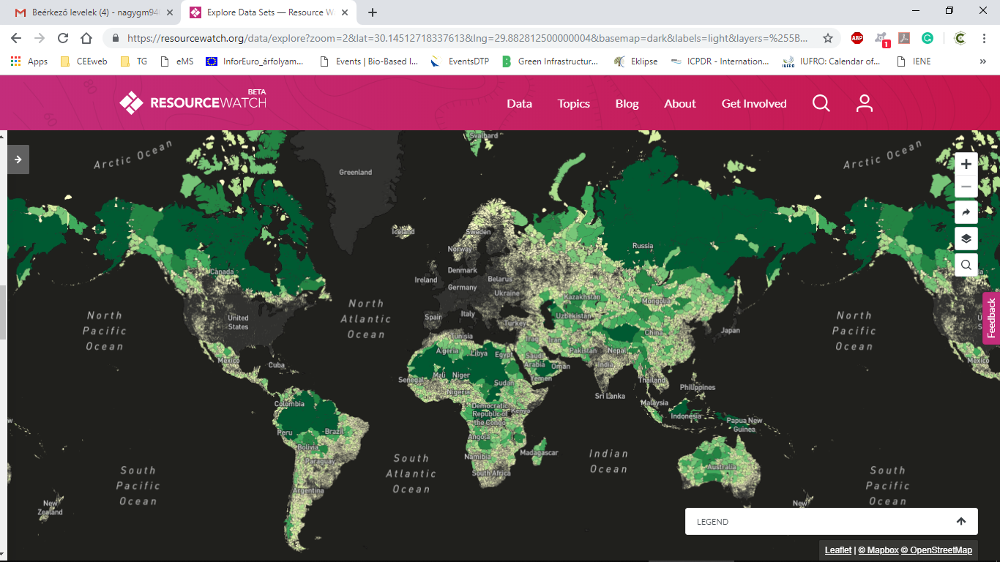 Beérkező levelek (4) - nagygm94
Explore Data Sets — Resource W
https://resourcewatch.org/data/explore?zoom=2&lat=30.14512718337613&lng=29.882812500000004&basemap=dark&labels=light&layers=%255B...
ABP
1
Apps
CEEweb
TG
eMS
InforEuro_árfolyam...
Events | Bio-Based I...
EventsDTP
Green Infrastructur...
Eklipse
ICPDR - Internation...
IUFRO: Calendar of...
IENE
»
BETA
RESOURCEWATCH
Data
Topics
Blog
About
Get Involved
80
60
Arctic Ocean
Svalbard
Arctic Ocean
Greenland
Iceland
Sweden
Norway
Russia
Canada
Denmark
Ireland
Belarus
Germany
Ukraine
Kazakhstan
Mongolia
North
Pacific
Ocean
United
States
North
Atlantic
Ocean
Spain
Italy
Turkey
Uzbekistan
China
Japan
North
Pacific
Ocean
Tunisia
Iraq
Iran
Algeria
Libya
Egypt
Saudi
Arabia
Oman
Pakistan
Nepal
India
Mexico
Cuba
Mexico
Senegal
Mali
Niger
Sudan
Yemen
Thailand
Philippines
Nigeria
Sri Lanka
Malaysia
Colombia
Democratic
Republic of
the Congo
Kenya
Indonesia
Papua New
Guinea
Peru
Brazil
Angola
Bolivia
Paraguay
Namibia
Madagascar
South Africa
Australia
South
Pacific
Ocean
South
Atlantic
Ocean
Indian
Ocean
South
Pacific
Ocean
Argentina
New
Zealand
New
Feedback
LEGEND
Leaflet | © Mapbox © OpenStreetMap